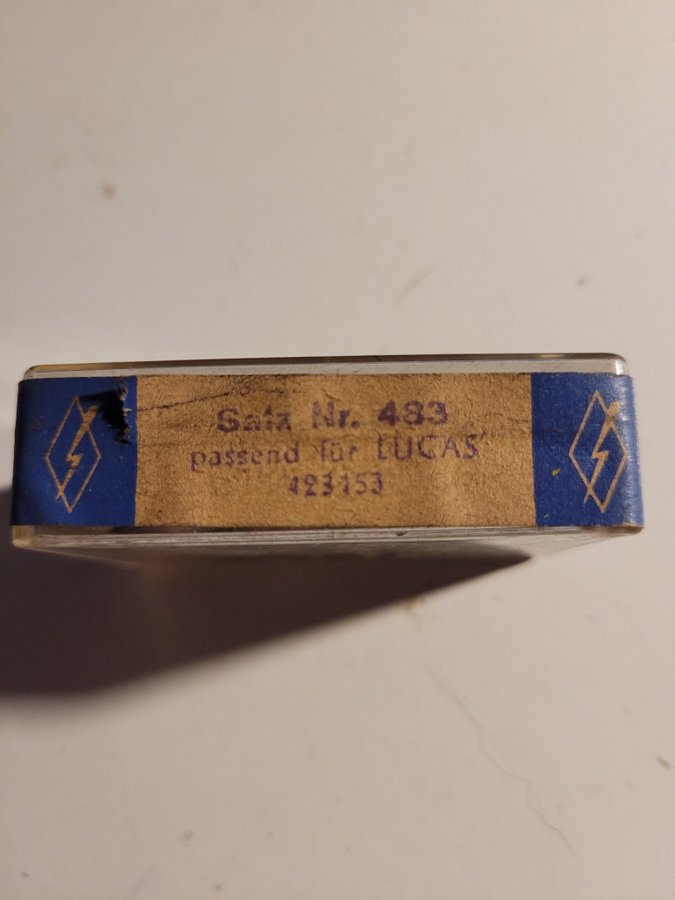 Satz Nr. 483
passend für LUCAS
423153